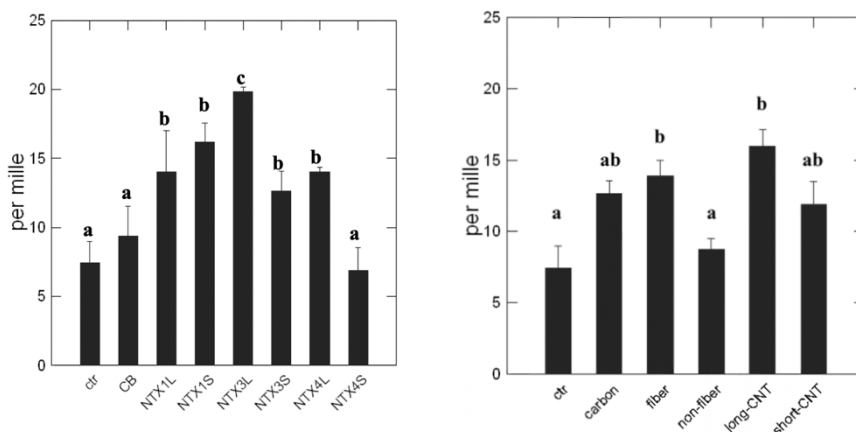 25
20
15
10
5
0
per mille
a
a
b
b
c
b
b
a
ctr
CB
NTX1L
NTX1S
NTX3L
NTX3S
NTX4L
NTX4S
25
20
15
10
5
0
per mille
a
ab
b
a
b
ab
ctr
carbon
fiber
non-fiber
long-CNT
short-CNT